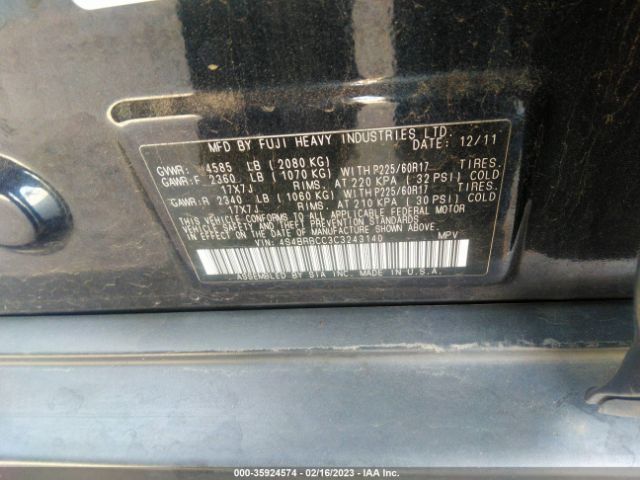 MFD BY FUJI HEAVY INDUSTRIES LTD.
DATE: 12/11
GVWR: 4585 LB (2080 KG)
GAWR:F 2360 LB (1070 KG) WITH P225/60R17 TIRES.
17X7J RIMS. AT 220 KPA (32 PSI) COLD
GAWR:R 2340 LB (1060 KG) WITH P225/60R17 TIRES.
17X7J RIMS. AT 210 KPA (30 PSI) COLD
THIS VEHICLE CONFORMS TO ALL APPLICABLE FEDERAL MOTOR
VEHICLE SAFETY AND THEFT PREVENTION STANDARDS
IN EFFECT ON THE DATE OF MANUFACTURE SHOWN ABOVE.
VIN: 4S4BRBCC3C3243140 MPV
ASSEMBLED BY SIA INC. MADE IN U.S.A.
000-35924574 / 02/16/2023 / IAA Inc.